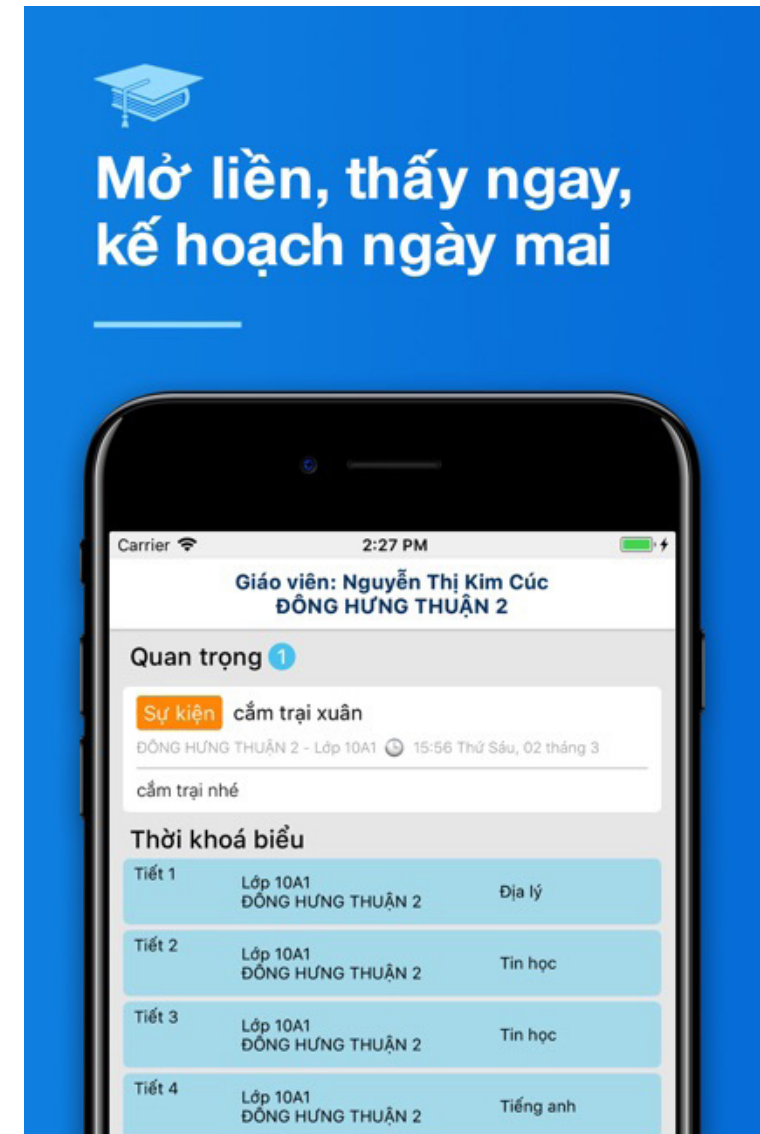 Mở liền, thấy ngay,
kế hoạch ngày mai
Carrier 2:27 PM
Giáo viên: Nguyễn Thị Kim Cúc
ĐÔNG HƯNG THUẬN 2
Quan trọng 1
Sự kiện cắm trại xuân
ĐÔNG HƯNG THUẬN 2 - Lớp 10A1 15:56 Thứ Sáu, 02 tháng 3
cắm trại nhé
Thời khoá biểu
Tiết 1
Lớp 10A1
ĐÔNG HƯNG THUẬN 2
Địa lý
Tiết 2
Lớp 10A1
ĐÔNG HƯNG THUẬN 2
Tin học
Tiết 3
Lớp 10A1
ĐÔNG HƯNG THUẬN 2
Tin học
Tiết 4
Lớp 10A1
ĐÔNG HƯNG THUẬN 2
Tiếng anh